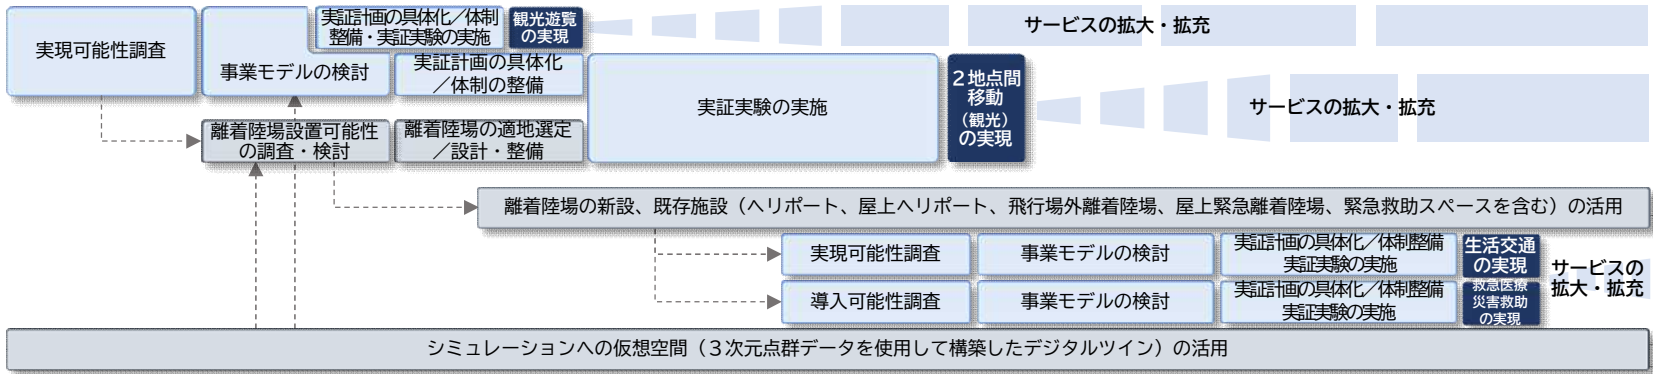 実現可能性調査
事業モデルの検討
実証計画の具体化／体制
整備・実証実験の実施
観光遊覧
の実現
サービスの拡大・拡充
実証計画の具体化
／体制の整備
実証実験の実施
２地点間
移動
（観光）
の実現
サービスの拡大・拡充
離着陸場設置可能性
の調査・検討
離着陸場の適地選定
／設計・整備
離着陸場の新設、既存施設（ヘリポート、屋上ヘリポート、飛行場外離着陸場、屋上緊急離着陸場、緊急救助スペースを含む）の活用
実現可能性調査
事業モデルの検討
実証計画の具体化／体制整備
実証実験の実施
生活交通
の実現
サービスの
拡大・拡充
導入可能性調査
事業モデルの検討
実証計画の具体化／体制整備
実証実験の実施
救急医療
災害救助
の実現
シミュレーションへの仮想空間（３次元点群データを使用して構築したデジタルツイン）の活用